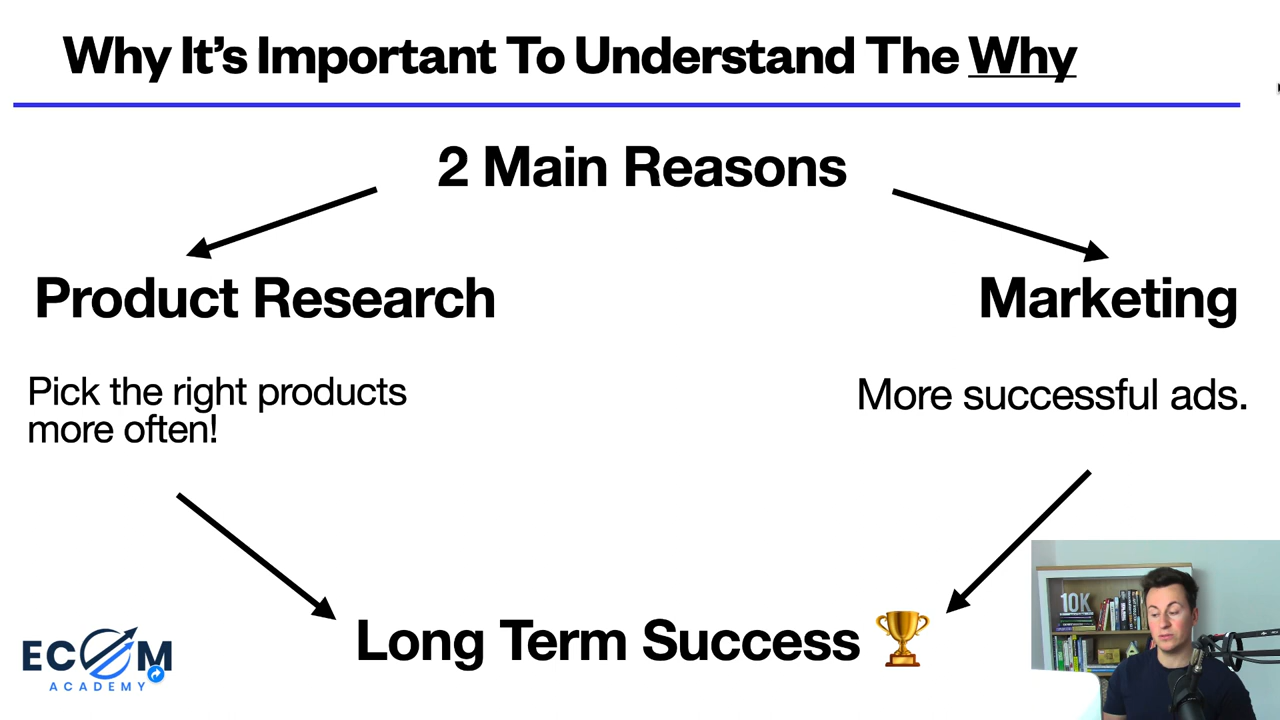 Why It's Important To Understand The Why
2 Main Reasons
Product Research
Marketing
Pick the right products
more often!
More successful ads.
Long Term Success
ECOM
ACADEMY
10K